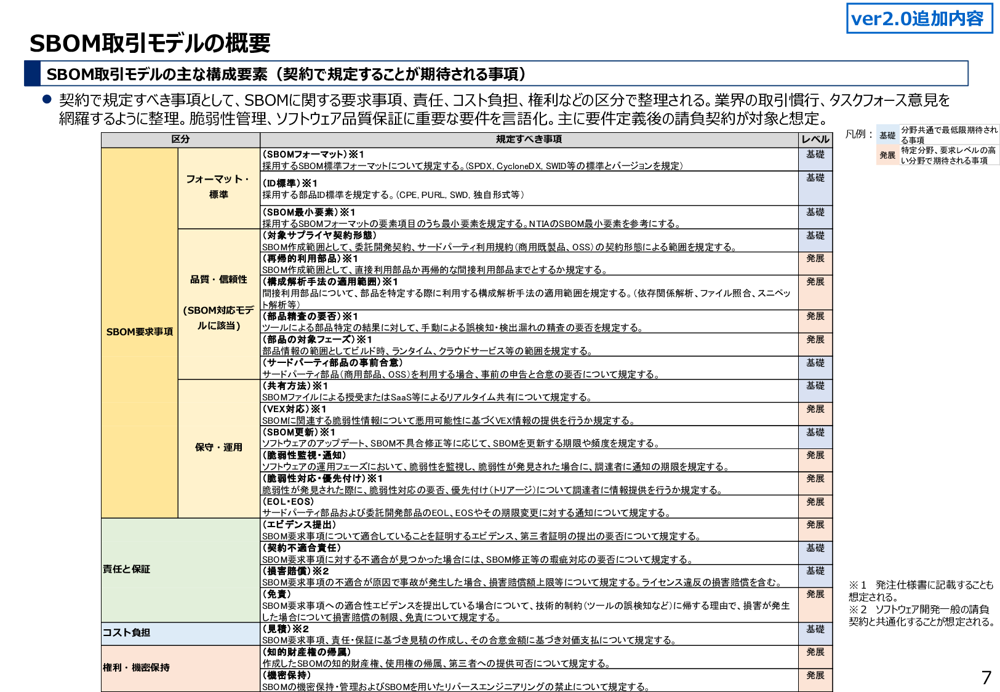 ver2.0追加内容
SBOM取引モデルの概要
SBOM取引モデルの主な構成要素（契約で規定することが期待される事項）
● 契約で規定すべき事項として、SBOMに関する要求事項、責任、コスト負担、権利などの区分で整理される。業界の取引慣行、タスクフォース意見を
網羅するように整理。脆弱性管理、ソフトウェア品質保証に重要な要件を言語化。主に要件定義後の請負契約が対象と想定。
凡例：
基礎
分野共通で最低限期待され
る事項
発展
特定分野、要求レベルの高
い分野で期待される事項
区分
規定すべき事項
レベル
SBOM要求事項
フォーマット・
標準
（SBOMフォーマット）※1
採用するSBOM標準フォーマットについて規定する。（SPDX, CycloneDX, SWID等の標準とバージョンを規定）
基礎
（ID標準）※1
採用する部品ID標準を規定する。（CPE, PURL, SWD, 独自形式等）
基礎
（SBOM最小要素）※1
採用するSBOMフォーマットの要素項目のうち最小要素を規定する。NTIAのSBOM最小要素を参考にする。
基礎
品質・信頼性
(SBOM対応モデ
ルに該当)
（対象サプライヤ契約形態）
SBOM作成範囲として、委託開発契約、サードパーティ利用規約（商用既製品、OSS）の契約形態による範囲を規定する。
基礎
（再帰的利用部品）※1
SBOM作成範囲として、直接利用部品か再帰的な間接利用部品までとするか規定する。
発展
（構成解析手法の適用範囲）※1
間接利用部品について、部品を特定する際に利用する構成解析手法の適用範囲を規定する。（依存関係解析、ファイル照合、スニペッ
ト解析等）
発展
（部品精査の要否）※1
ツールによる部品特定の結果に対して、手動による誤検知・検出漏れの精査の要否を規定する。
発展
（部品の対象フェーズ）※1
部品情報の範囲としてビルド時、ランタイム、クラウドサービス等の範囲を規定する。
発展
（サードパーティ部品の事前合意）
サードパーティ部品（商用部品、OSS）を利用する場合、事前の申告と合意の要否について規定する。
基礎
保守・運用
（共有方法）※1
SBOMファイルによる授受またはSaaS等によるリアルタイム共有について規定する。
基礎
（VEX対応）※1
SBOMに関連する脆弱性情報について悪用可能性に基づくVEX情報の提供を行うか規定する。
発展
（SBOM更新）※1
ソフトウェアのアップデート、SBOM不具合修正等に応じて、SBOMを更新する期限や頻度を規定する。
基礎
（脆弱性監視・通知）
ソフトウェアの運用フェーズにおいて、脆弱性を監視し、脆弱性が発見された場合に、調達者に通知の期限を規定する。
発展
（脆弱性対応・優先付け）※1
脆弱性が発見された際に、脆弱性対応の要否、優先付け（トリアージ）について調達者に情報提供を行うか規定する。
発展
（EOL・EOS）
サードパーティ部品および委託開発部品のEOL、EOSやその期限変更に対する通知について規定する。
発展
責任と保証
（エビデンス提出）
SBOM要求事項について適合していることを証明するエビデンス、第三者証明の提出の要否について規定する。
発展
（契約不適合責任）
SBOM要求事項に対する不適合が見つかった場合には、SBOM修正等の瑕疵対応の要否について規定する。
基礎
（損害賠償）※2
SBOM要求事項の不適合が原因で事故が発生した場合、損害賠償額上限等について規定する。ライセンス違反の損害賠償を含む。
基礎
（免責）
SBOM要求事項への適合性エビデンスを提出している場合について、技術的制約（ツールの誤検知など）に帰する理由で、損害が発生
した場合について損害賠償の制限、免責について規定する。
発展
コスト負担
（見積）※2
SBOM要求事項、責任・保証に基づき見積の作成し、その合意金額に基づき対価支払について規定する。
基礎
権利・機密保持
（知的財産権の帰属）
作成したSBOMの知的財産権、使用権の帰属、第三者への提供可否について規定する。
発展
（機密保持）
SBOMの機密保持・管理およびSBOMを用いたリバースエンジニアリングの禁止について規定する。
発展
※１ 発注仕様書に記載することも
想定される。
※２ ソフトウェア開発一般の請負
契約と共通化することが想定される。
7